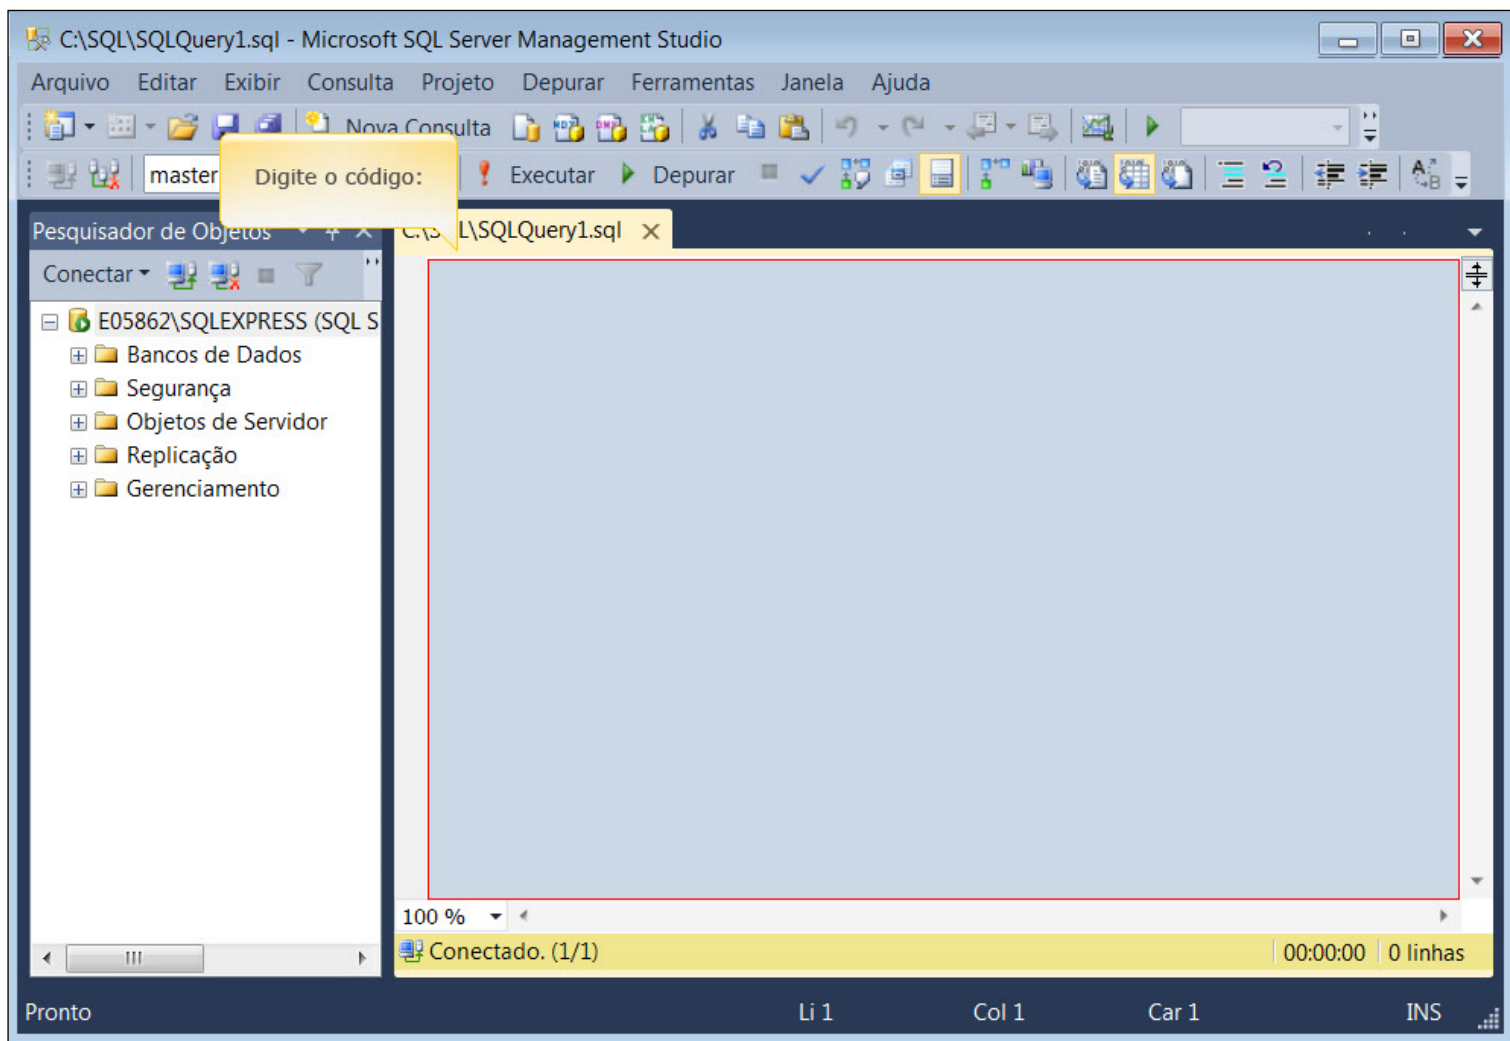 C:\SQL\SQLQuery1.sql - Microsoft SQL Server Management Studio
Arquivo Editar Exibir Consulta Projeto Depurar Ferramentas Janela Ajuda
Nova Consulta
master
Digite o código:
Executar Depurar
Pesquisador de Objetos
L\SQLQuery1.sql
Conectar
E05862\SQLEXPRESS (SQL S
Bancos de Dados
Segurança
Objetos de Servidor
Replicação
Gerenciamento
100 %
Conectado. (1/1) 00:00:00 0 linhas
Pronto Li 1 Col 1 Car 1 INS